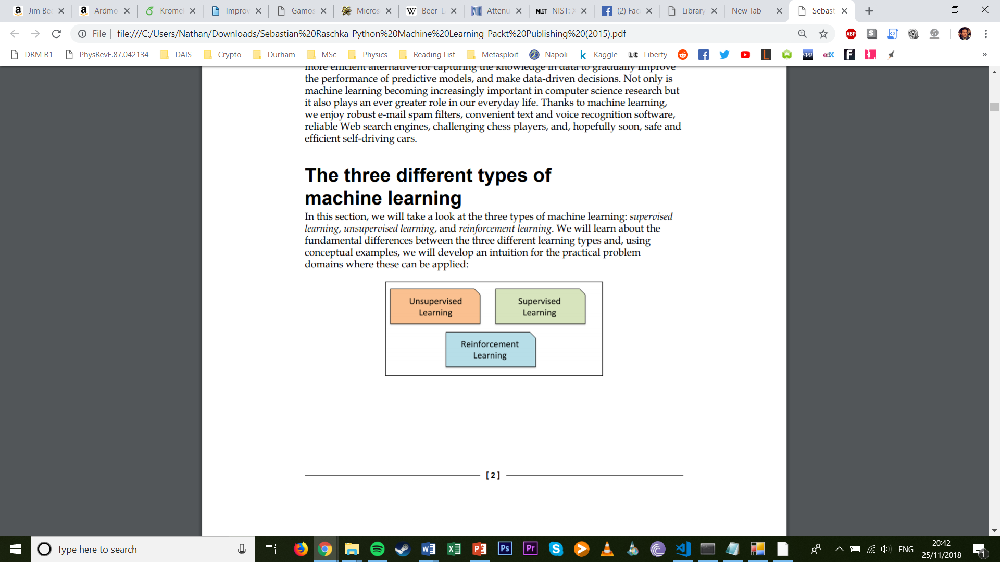 Jim Be
Ardmo
Krome
Improv
Gamos
Micros
Beer–L
Attenu
NIST
NIST: X
(2) Fac
Library
New Tab
Sebast
File
file:///C:/Users/Nathan/Downloads/Sebastian%20Raschka-Python%20Machine%20Learning-Packt%20Publishing%20(2015).pdf
ABP
DRM R1
PhysRevE.87.042134
DAIS
Crypto
Durham
MSc
Physics
Reading List
Metasploit
Napoli
Kaggle
LC Liberty
cpp
edX
more efficient alternative for capturing the knowledge in data to gradually improve
the performance of predictive models, and make data-driven decisions. Not only is
machine learning becoming increasingly important in computer science research but
it also plays an ever greater role in our everyday life. Thanks to machine learning,
we enjoy robust e-mail spam filters, convenient text and voice recognition software,
reliable Web search engines, challenging chess players, and, hopefully soon, safe and
efficient self-driving cars.
The three different types of
machine learning
In this section, we will take a look at the three types of machine learning: supervised
learning, unsupervised learning, and reinforcement learning. We will learn about the
fundamental differences between the three different learning types and, using
conceptual examples, we will develop an intuition for the practical problem
domains where these can be applied:
Unsupervised
Learning
Supervised
Learning
Reinforcement
Learning
[ 2 ]
Type here to search
Ps
Pr
ENG
20:42
25/11/2018
1